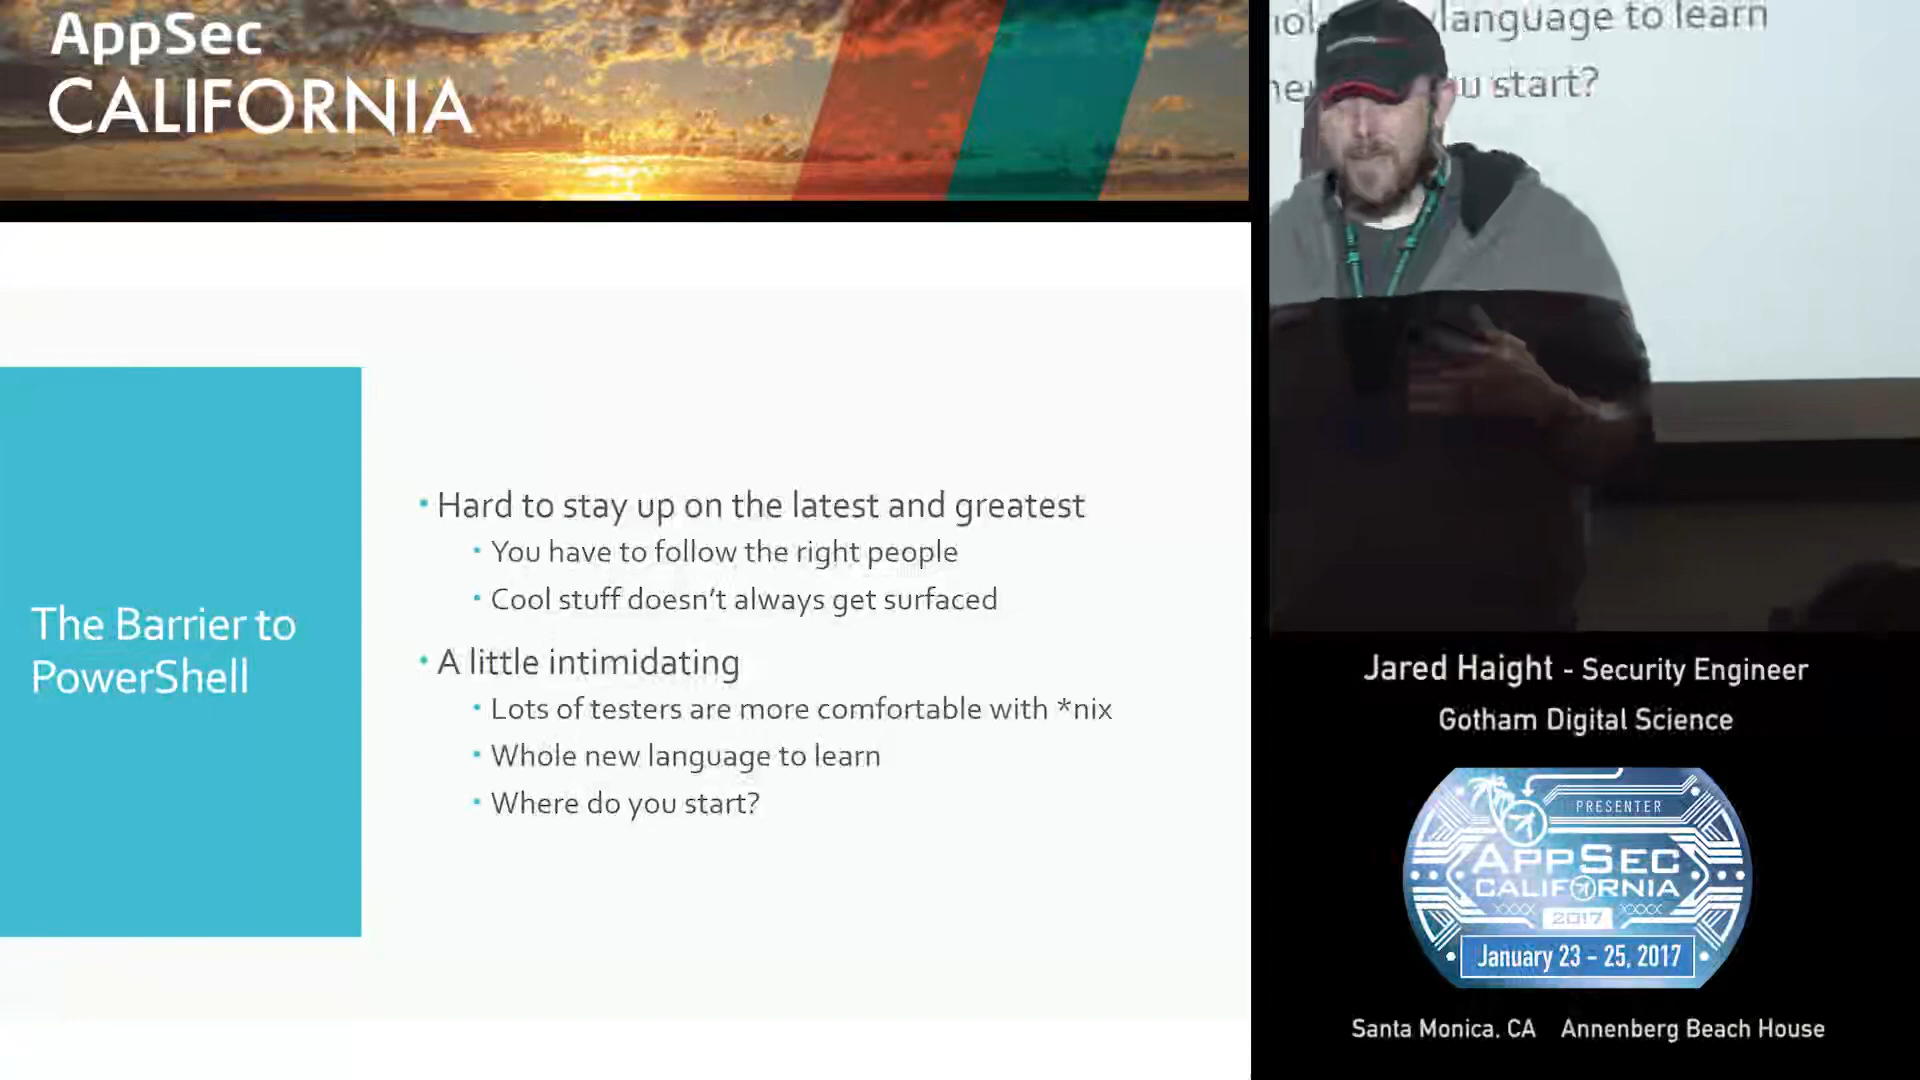 AppSec
CALIFORNIA
language to learn
u start?
The Barrier to
PowerShell
Hard to stay up on the latest and greatest
You have to follow the right people
Cool stuff doesn't always get surfaced
A little intimidating
Lots of testers are more comfortable with *nix
Whole new language to learn
Where do you start?
Jared Haight - Security Engineer
Gotham Digital Science
PRESENTER
APPSEC
CALIFORNIA
2017
January 23 - 25, 2017
Santa Monica, CA Annenberg Beach House